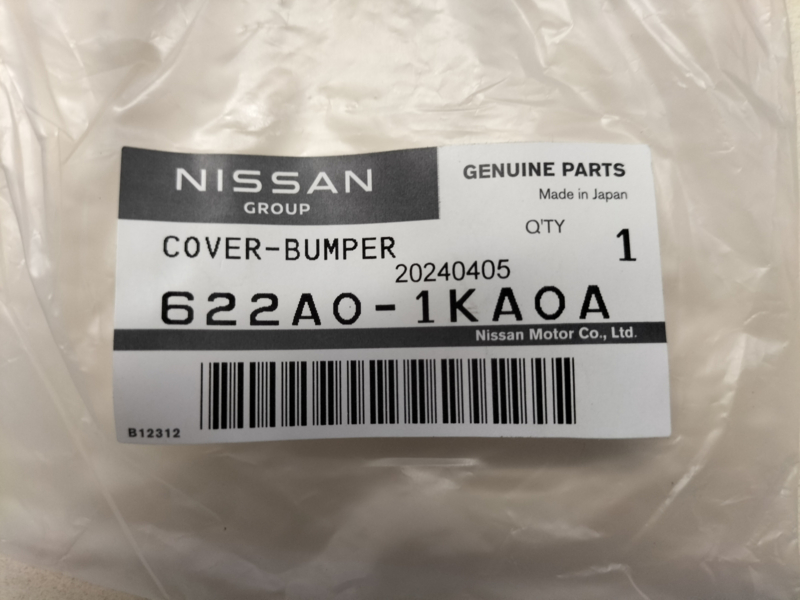 NISSAN
GROUP
GENUINE PARTS
Made in Japan
Q'TY 1
COVER-BUMPER
20240405
622A0-1KA0A
Nissan Motor Co., Ltd.
B12312